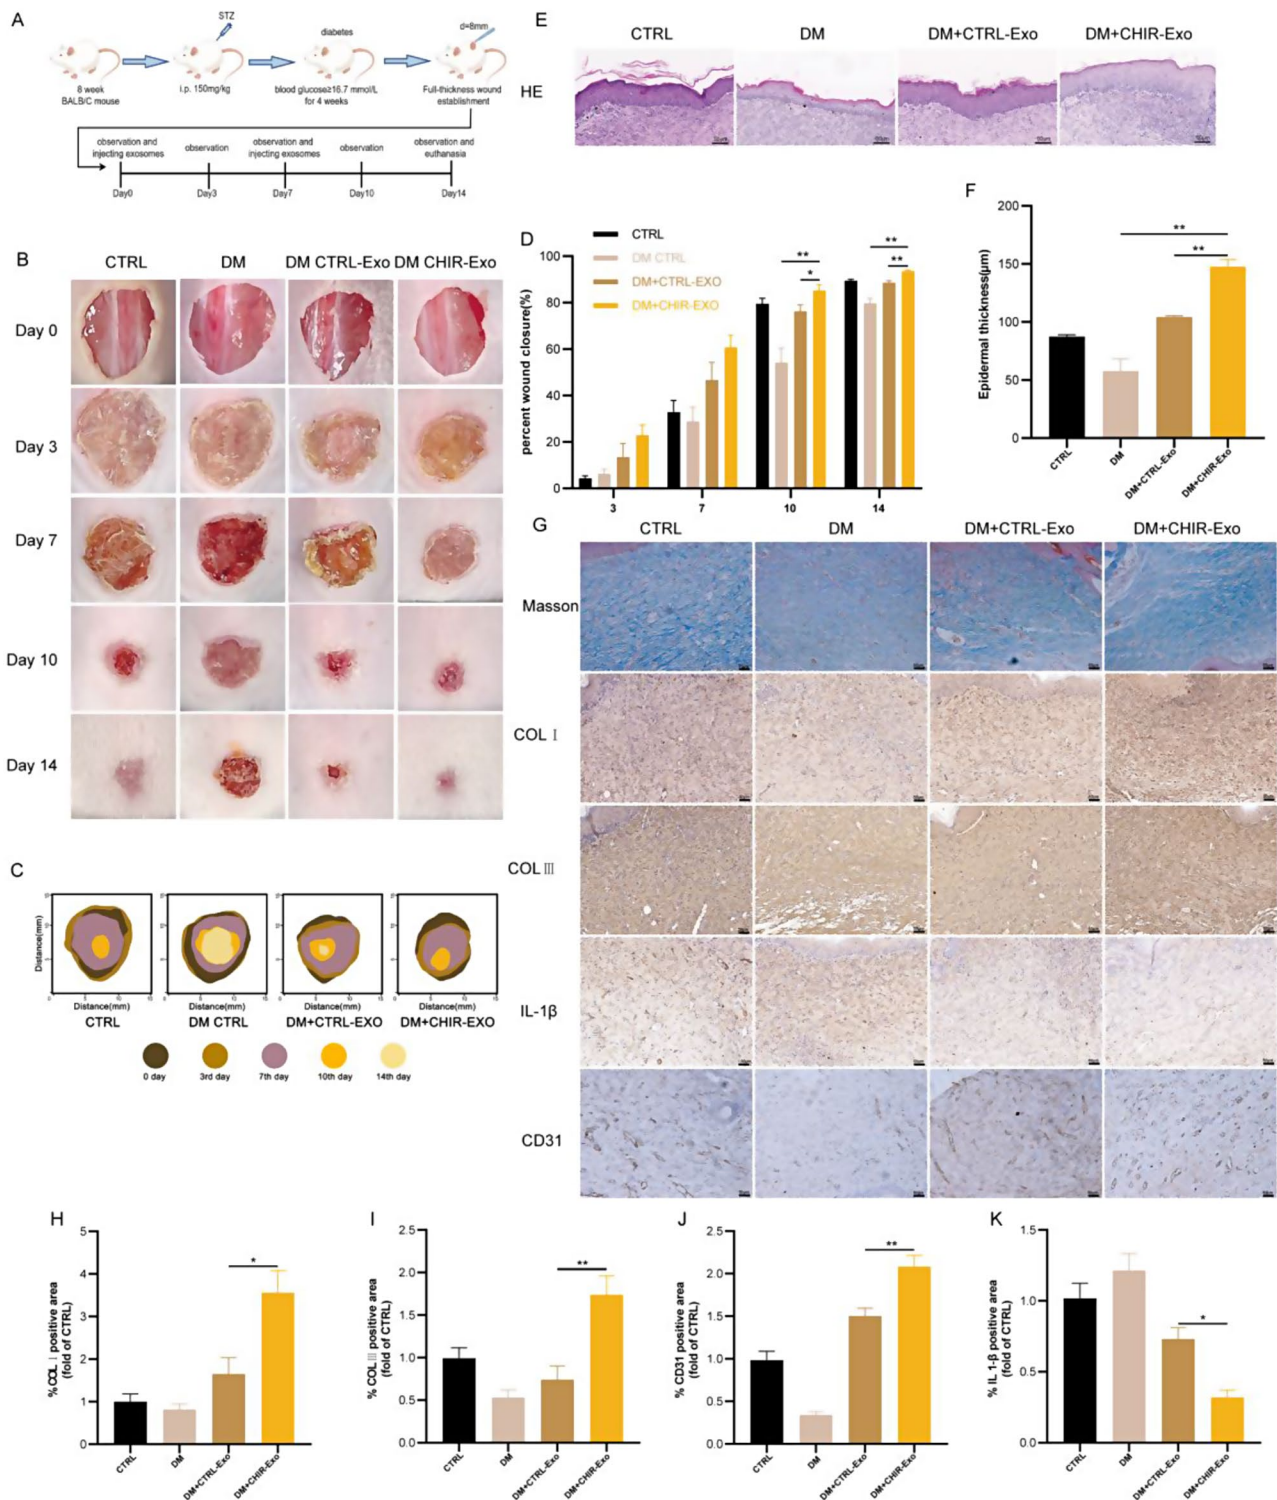 A
STZ
diabetes
d=8mm
8 week
BALB/C mouse
i.p. 150mg/kg
blood glucose≥16.7 mmol/L
for 4 weeks
Full-thickness wound
establishment
observation and
injecting exosomes
observation
observation and
injecting exosomes
observation
observation and
euthanasia
Day0
Day3
Day7
Day10
Day14
B
CTRL
DM
DM CTRL-Exo
DM CHIR-Exo
Day 0
Day 3
Day 7
Day 10
Day 14
C
Distance(mm)
Distance(mm)
Distance(mm)
Distance(mm)
Distance(mm)
CTRL
DM CTRL
DM+CTRL-EXO
DM+CHIR-EXO
0 day
3rd day
7th day
10th day
14th day
D
CTRL
DM CTRL
DM+CTRL-EXO
DM+CHIR-EXO
percent wound closure(%)
100
80
60
40
20
0
3
7
10
14
**
*
**
**
E
CTRL
DM
DM+CTRL-Exo
DM+CHIR-Exo
HE
F
Epidermal thickness(μm)
200
150
100
50
0
**
**
CTRL
DM
DM+CTRL-Exo
DM+CHIR-Exo
G
CTRL
DM
DM+CTRL-Exo
DM+CHIR-Exo
Masson
COL Ⅰ
COL Ⅲ
IL-1β
CD31
H
% COL Ⅰ positive area
(fold of CTRL)
5
4
3
2
1
0
*
CTRL
DM
DM+CTRL-Exo
DM+CHIR-Exo
I
% COL Ⅲ positive area
(fold of CTRL)
2.5
2.0
1.5
1.0
0.5
0.0
**
CTRL
DM
DM+CTRL-Exo
DM+CHIR-Exo
J
% CD31 positive area
(fold of CTRL)
2.5
2.0
1.5
1.0
0.5
0.0
**
CTRL
DM
DM+CTRL-Exo
DM+CHIR-Exo
K
% IL 1-β positive area
(fold of CTRL)
1.5
1.0
0.5
0.0
*
CTRL
DM
DM+CTRL-Exo
DM+CHIR-Exo